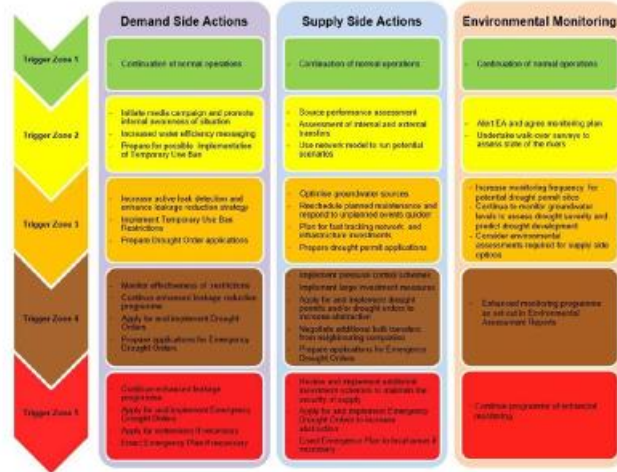 Demand Side Actions
Supply Side Actions
Environmental Monitoring
Trigger Zone 1
- Continuation of normal operations
- Continuation of normal operations
- Continuation of normal operations
Trigger Zone 2
- Initiate media campaign and promote
internal awareness of situation
- Increased water efficiency messaging
- Prepare for possible implementation
of Temporary Use Ban
- Source performance assessment
- Assessment of internal and external
transfers
- Use network model to run potential
scenarios
- Alert EA and agree monitoring plan
- Undertake walk over surveys to
assess state of the rivers
Trigger Zone 3
- Increase active leak detection and
enhance leakage reduction strategy
- Implement Temporary Use Ban
Restrictions
- Prepare Drought Order applications
- Optimise groundwater sources
- Reschedule planned maintenance and
respond to unplanned events quicker
- Plan for fast tracking network, and
infrastructure investments
- Prepare drought permit applications
- Increase monitoring frequency for
potential drought permit sites
- Continue to monitor groundwater
levels to assess drought severity and
predict drought development
- Consider environmental
assessments required for supply side
options
Trigger Zone 4
- Monitor effectiveness of restrictions
- Continue enhanced leakage reduction
programme
- Apply for and implement Drought
Orders
- Prepare applications for Emergency
Drought Orders
- Implement pressure control schemes
- Implement large investment measures
- Apply for and implement drought
permits and/or drought orders to
increase abstraction
- Negotiate additional bulk transfers
from neighbouring companies
- Prepare applications for Emergency
Drought Orders
- Enhanced monitoring programme
as set out in Environmental
Assessment Reports
Trigger Zone 5
- Continue enhanced leakage
programme
- Apply for and implement Emergency
Drought Orders
- Apply for if necessary
- Enact Emergency Plan if necessary
- Review and implement additional
investment schemes to maintain the
security of supply
- Apply for and implement Emergency
Drought Orders to increase
abstraction
- Enact Emergency Plan to local areas if
necessary
- Continue programme of enhanced
monitoring